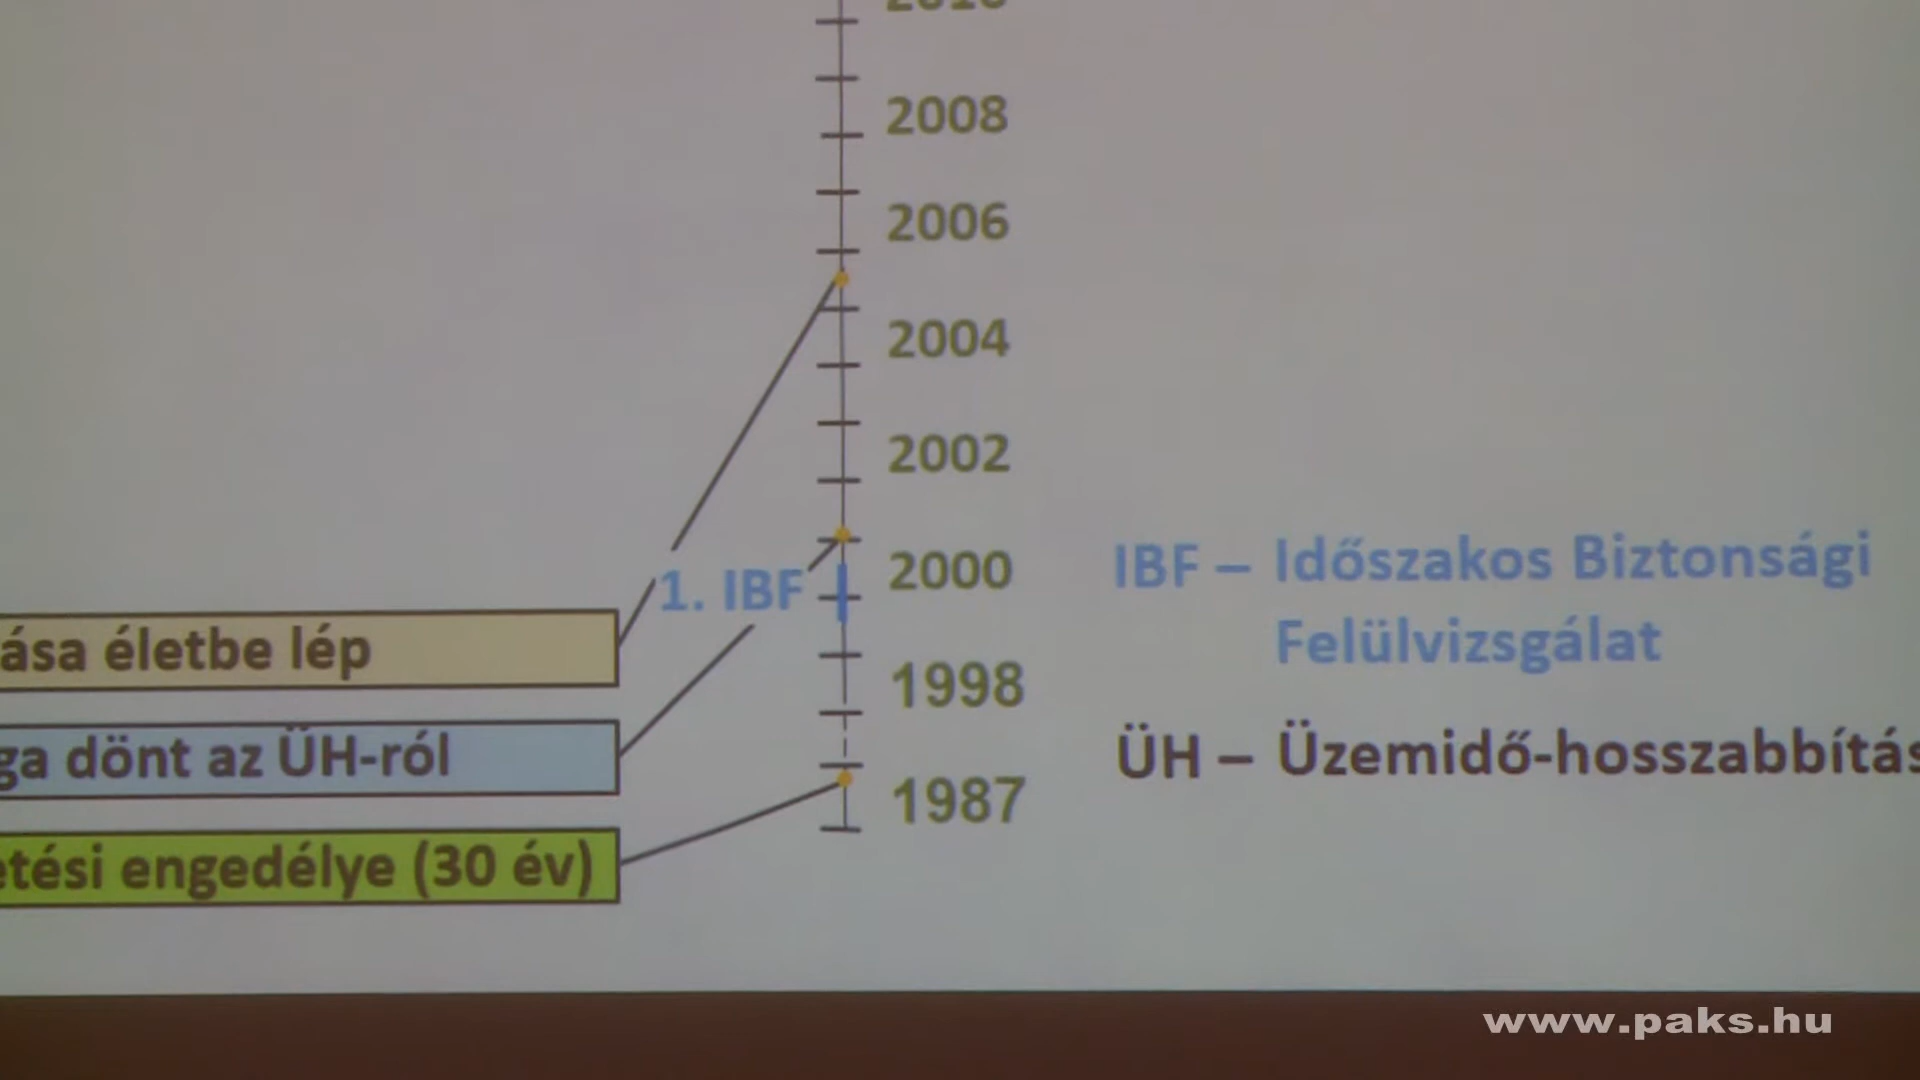 2008
2006
2004
2002
2000
1. IBF
1998
1987
ása életbe lép
ga dönt az ÜH-ról
etési engedélye (30 év)
IBF – Időszakos Biztonsági
Felülvizsgálat
ÜH – Üzemidő-hosszabbítás
www.paks.hu